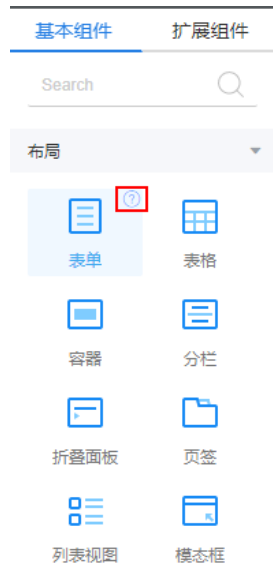 基本组件 扩展组件
Search
布局
?
表单 表格
容器 分栏
折叠面板 页签
列表视图 模态框